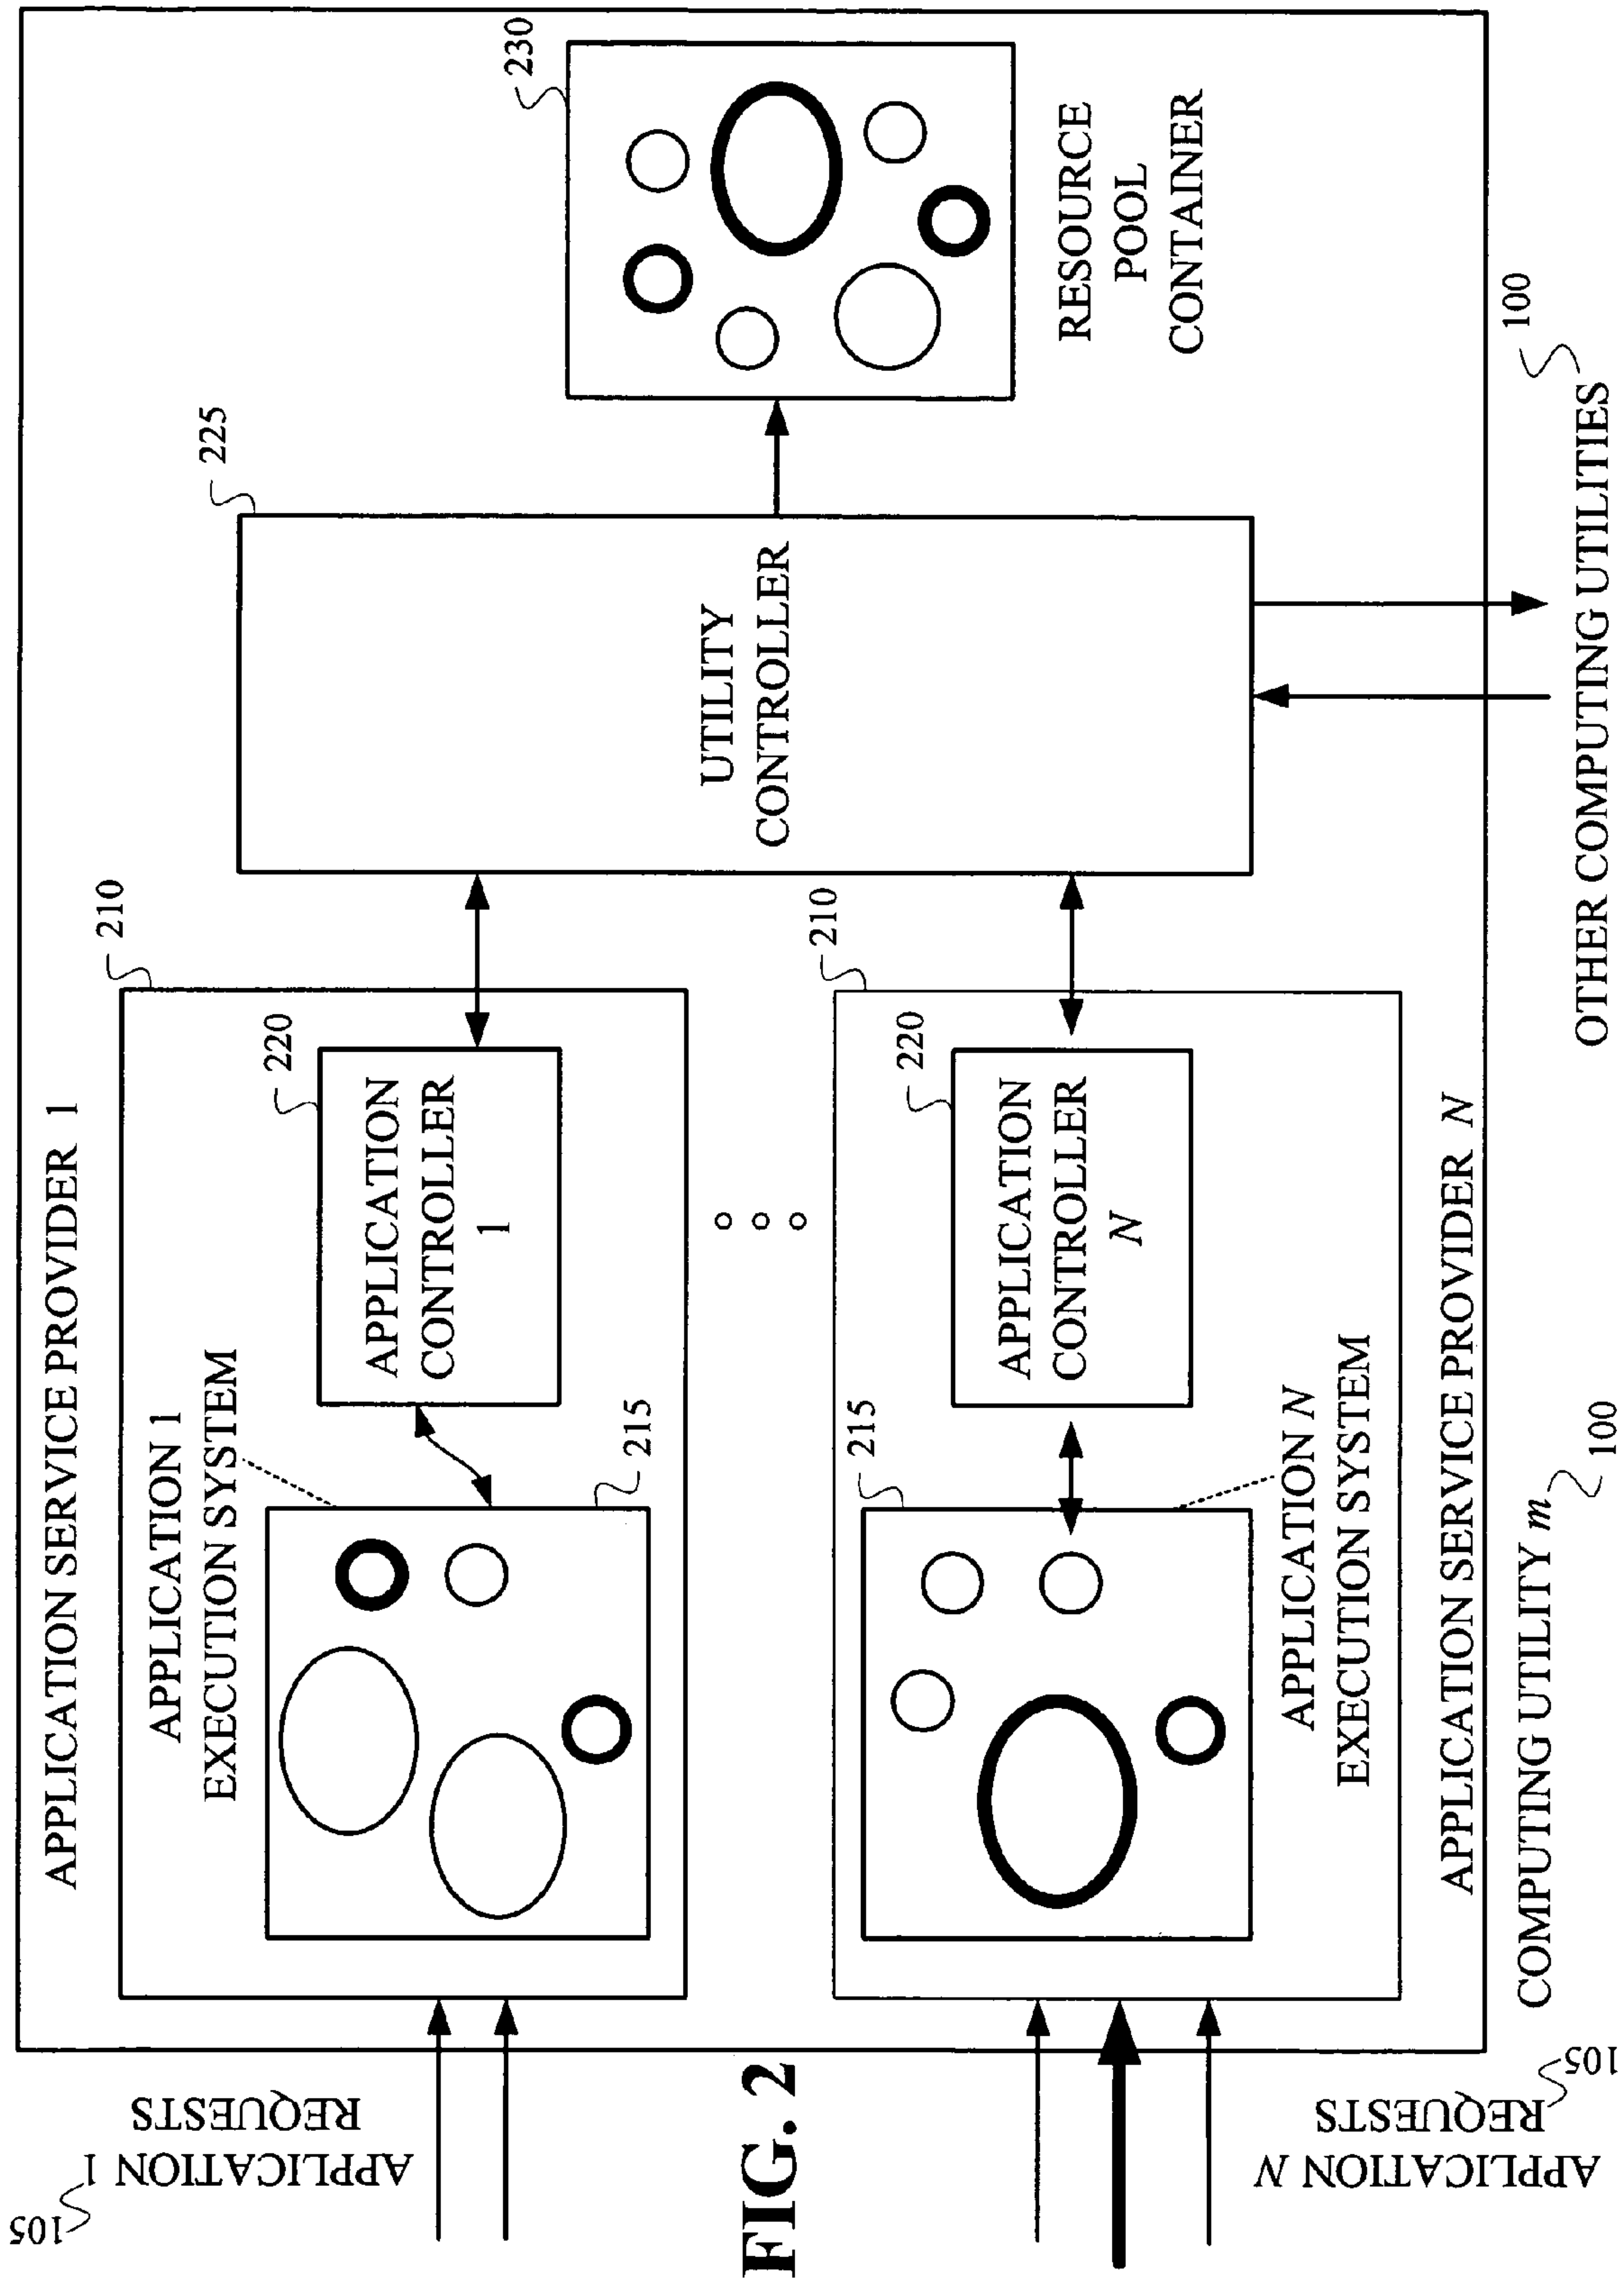 APPLICATION SERVICE PROVIDER 1
210
APPLICATION 1
EXECUTION SYSTEM
220
APPLICATION
CONTROLLER
1
215
105
APPLICATION 1
REQUESTS
225
UTILITY
CONTROLLER
230
RESOURCE
POOL
CONTAINER
210
220
APPLICATION
CONTROLLER
N
215
APPLICATION N
EXECUTION SYSTEM
APPLICATION SERVICE PROVIDER N
APPLICATION N
REQUESTS
105
COMPUTING UTILITY m
100
OTHER COMPUTING UTILITIES
100
FIG. 2